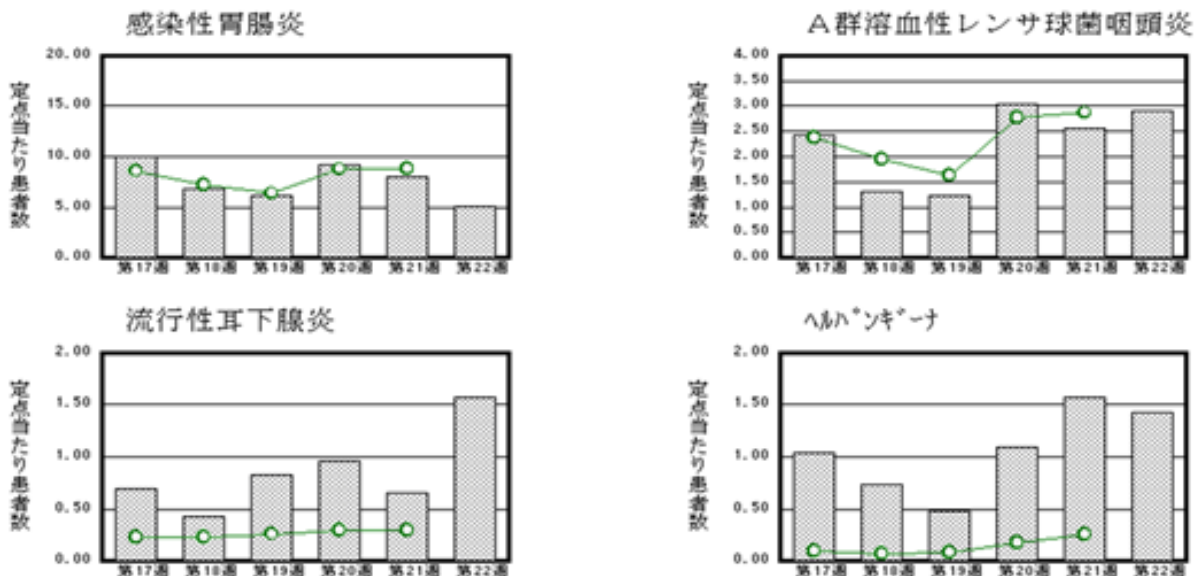 感染性胃腸炎
定点当たり患者数
20.00
15.00
10.00
5.00
0.00
第17週 第18週 第19週 第20週 第21週 第22週
A群溶血性レンサ球菌咽頭炎
定点当たり患者数
4.00
3.50
3.00
2.50
2.00
1.50
1.00
0.50
0.00
第17週 第18週 第19週 第20週 第21週 第22週
流行性耳下腺炎
定点当たり患者数
2.00
1.50
1.00
0.50
0.00
第17週 第18週 第19週 第20週 第21週 第22週
ﾍﾙﾊﾟﾝｷﾞｰﾅ
定点当たり患者数
2.00
1.50
1.00
0.50
0.00
第17週 第18週 第19週 第20週 第21週 第22週